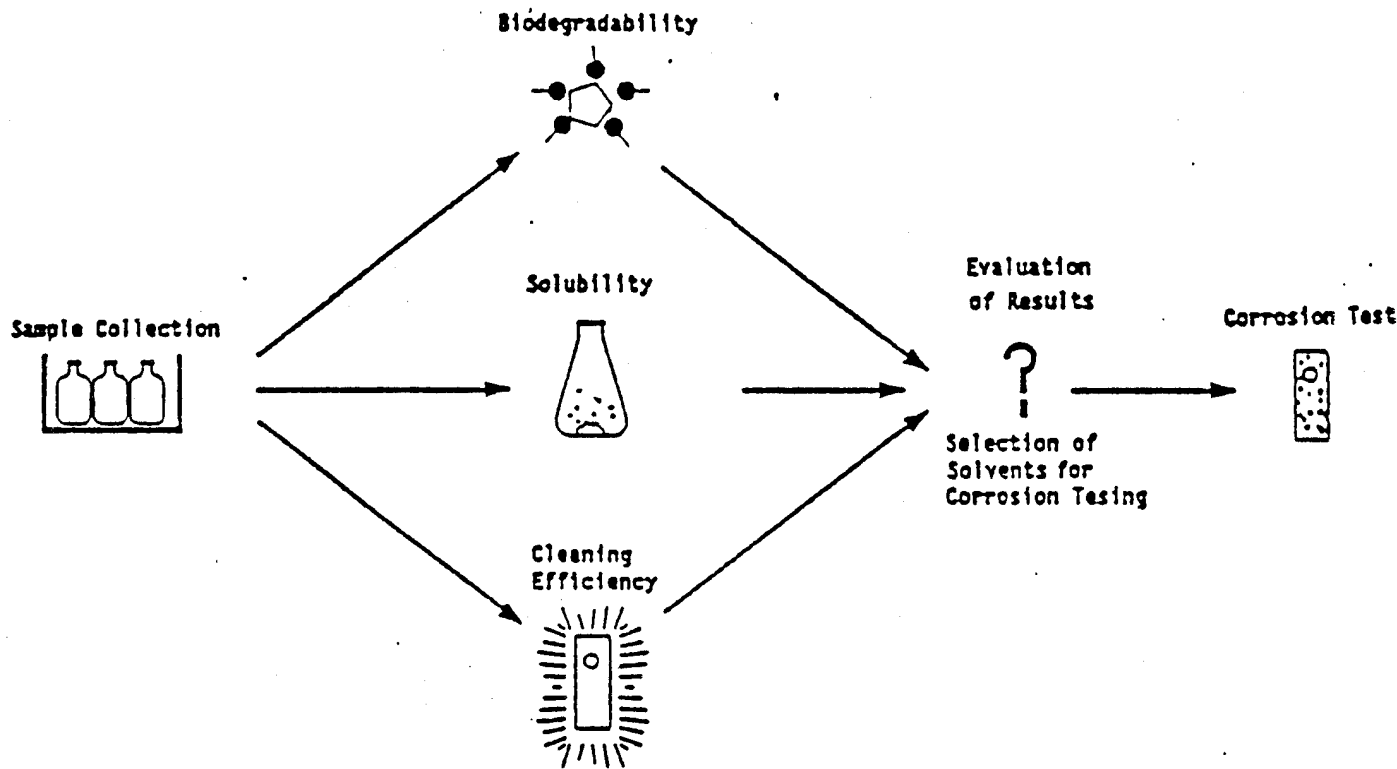 Biodegradability
Solubility
Evaluation
of Results
Sample Collection
Corrosion Test
Selection of
Solvents for
Corrosion Tesing
Cleaning
Efficiency